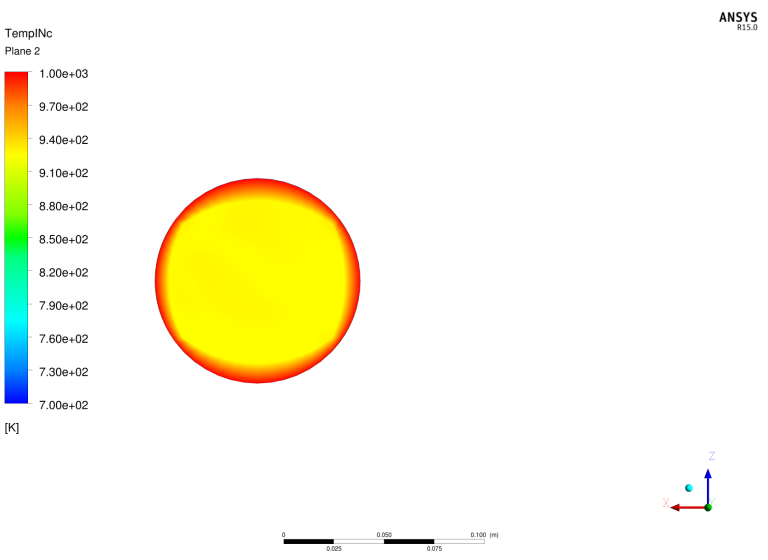 ANSYS
R15.0
TempINc
Plane 2
1.00e+03
9.70e+02
9.40e+02
9.10e+02
8.80e+02
8.50e+02
8.20e+02
7.90e+02
7.60e+02
7.30e+02
7.00e+02
[K]
Z
X
Y
0 0.050 0.100 (m)
0.025 0.075